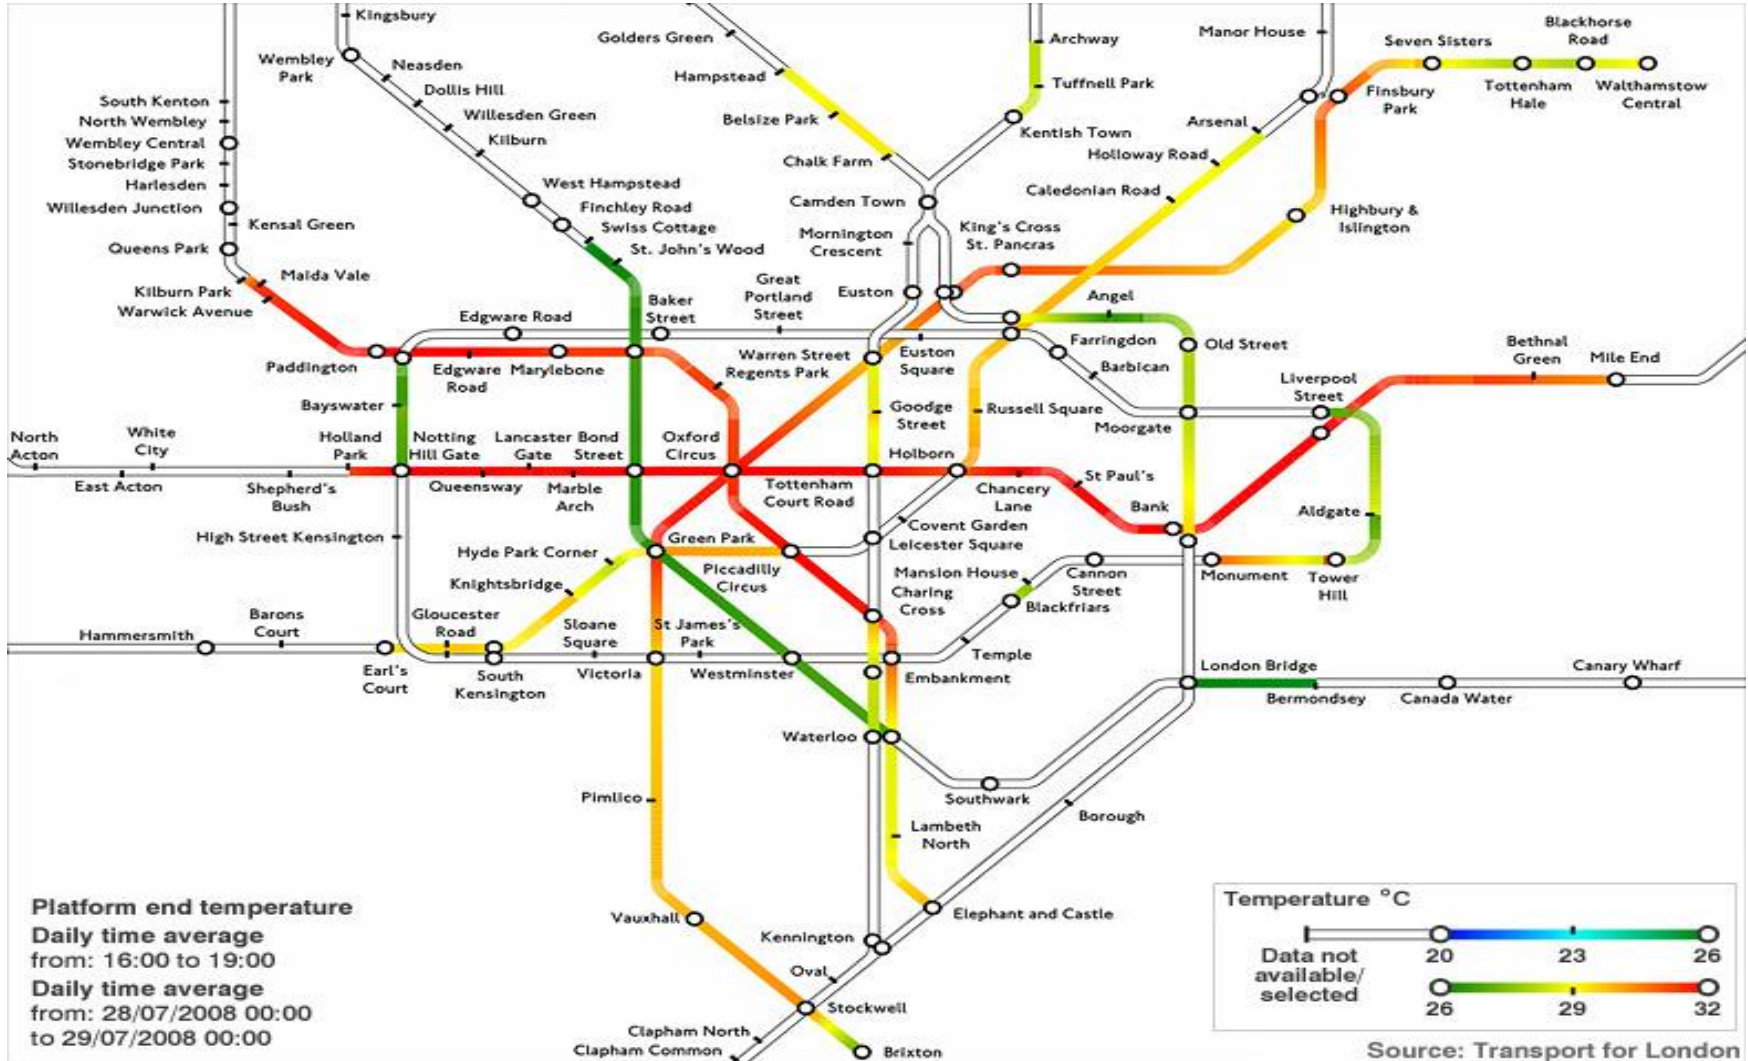 Kingsbury
Wembley
Park
Neasden
Dollis Hill
Willesden Green
Kilburn
West Hampstead
Finchley Road
Swiss Cottage
St. John's Wood
South Kenton
North Wembley
Wembley Central
Stonebridge Park
Harlesden
Willesden Junction
Kensal Green
Queens Park
Maida Vale
Kilburn Park
Warwick Avenue
Golders Green
Hampstead
Belsize Park
Chalk Farm
Camden Town
Mornington
Crescent
Euston
Archway
Tuffnell Park
Kentish Town
King's Cross
St. Pancras
Manor House
Arsenal
Holloway Road
Caledonian Road
Seven Sisters
Blackhorse
Road
Finsbury
Park
Tottenham
Hale
Walthamstow
Central
Highbury &
Islington
Edgware Road
Baker
Street
Great
Portland
Street
Paddington
Edgware
Road
Marylebone
Warren Street
Regents Park
Euston
Square
Angel
Farringdon
Barbican
Old Street
Moorgate
Liverpool
Street
Bethnal
Green
Mile End
Bayswater
Goodge
Street
Russell Square
North
Acton
White
City
East Acton
Shepherd's
Bush
Holland
Park
Notting
Hill Gate
Queensway
Lancaster
Gate
Marble
Arch
Bond
Street
Oxford
Circus
Tottenham
Court Road
Holborn
Chancery
Lane
St Paul's
Bank
Aldgate
High Street Kensington
Hyde Park Corner
Knightsbridge
Green Park
Piccadilly
Circus
Covent Garden
Leicester Square
Mansion House
Charing
Cross
Blackfriars
Cannon
Street
Monument
Tower
Hill
Hammersmith
Barons
Court
Gloucester
Road
Earl's
Court
South
Kensington
Sloane
Square
St James's
Park
Victoria
Westminster
Embankment
Temple
London Bridge
Bermondsey
Canada Water
Canary Wharf
Waterloo
Southwark
Borough
Pimlico
Lambeth
North
Vauxhall
Elephant and Castle
Kennington
Oval
Stockwell
Clapham North
Clapham Common
Brixton
Platform end temperature
Daily time average
from: 16:00 to 19:00
Daily time average
from: 28/07/2008 00:00
to 29/07/2008 00:00
Temperature °C
Data not
available/
selected
20 23 26
26 29 32
Source: Transport for London